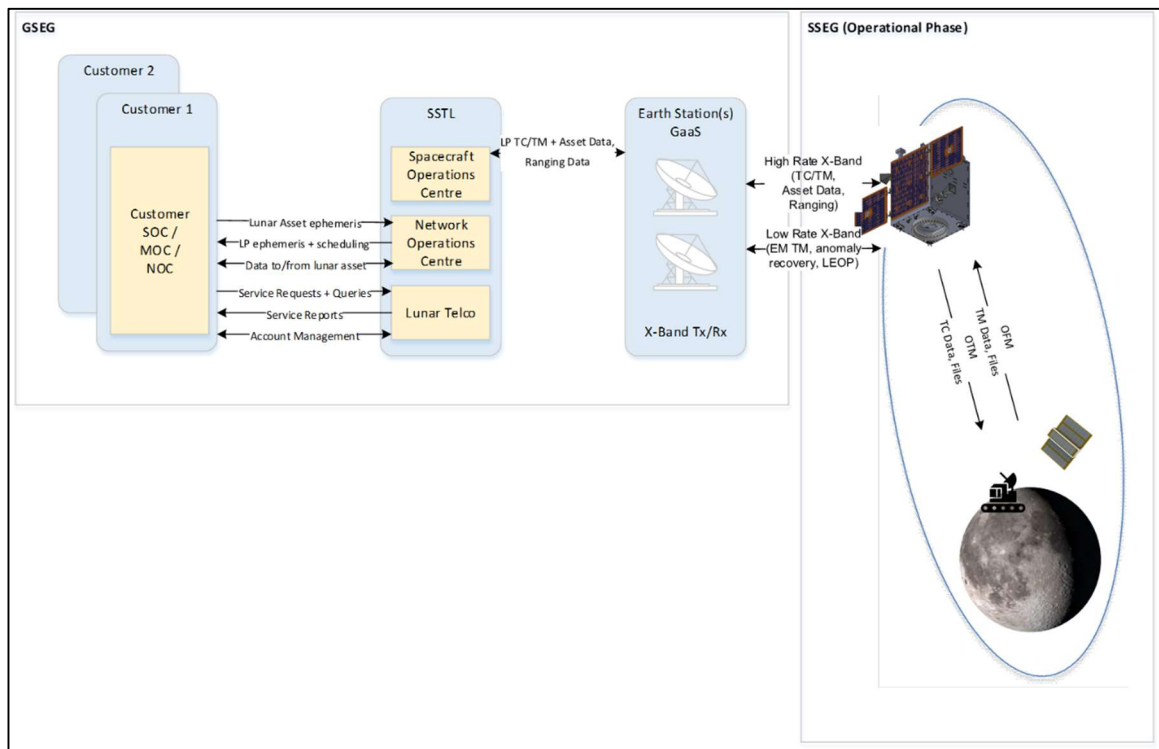 GSEG
Customer 2
Customer 1
Customer
SOC /
MOC /
NOC
Lunar Asset ephemeris
LP ephemeris + scheduling
Data to/from lunar asset
Service Requests + Queries
Service Reports
Account Management
SSTL
Spacecraft
Operations
Centre
Network
Operations
Centre
Lunar Telco
LP TC/TM + Asset Data,
Ranging Data
Earth Station(s)
GaaS
X-Band Tx/Rx
High Rate X-Band
(TC/TM,
Asset Data,
Ranging)
Low Rate X-Band
(EM TM, anomaly
recovery, LEOP)
SSEG (Operational Phase)
OFM
TM Data, Files
OTM
TC Data, Files